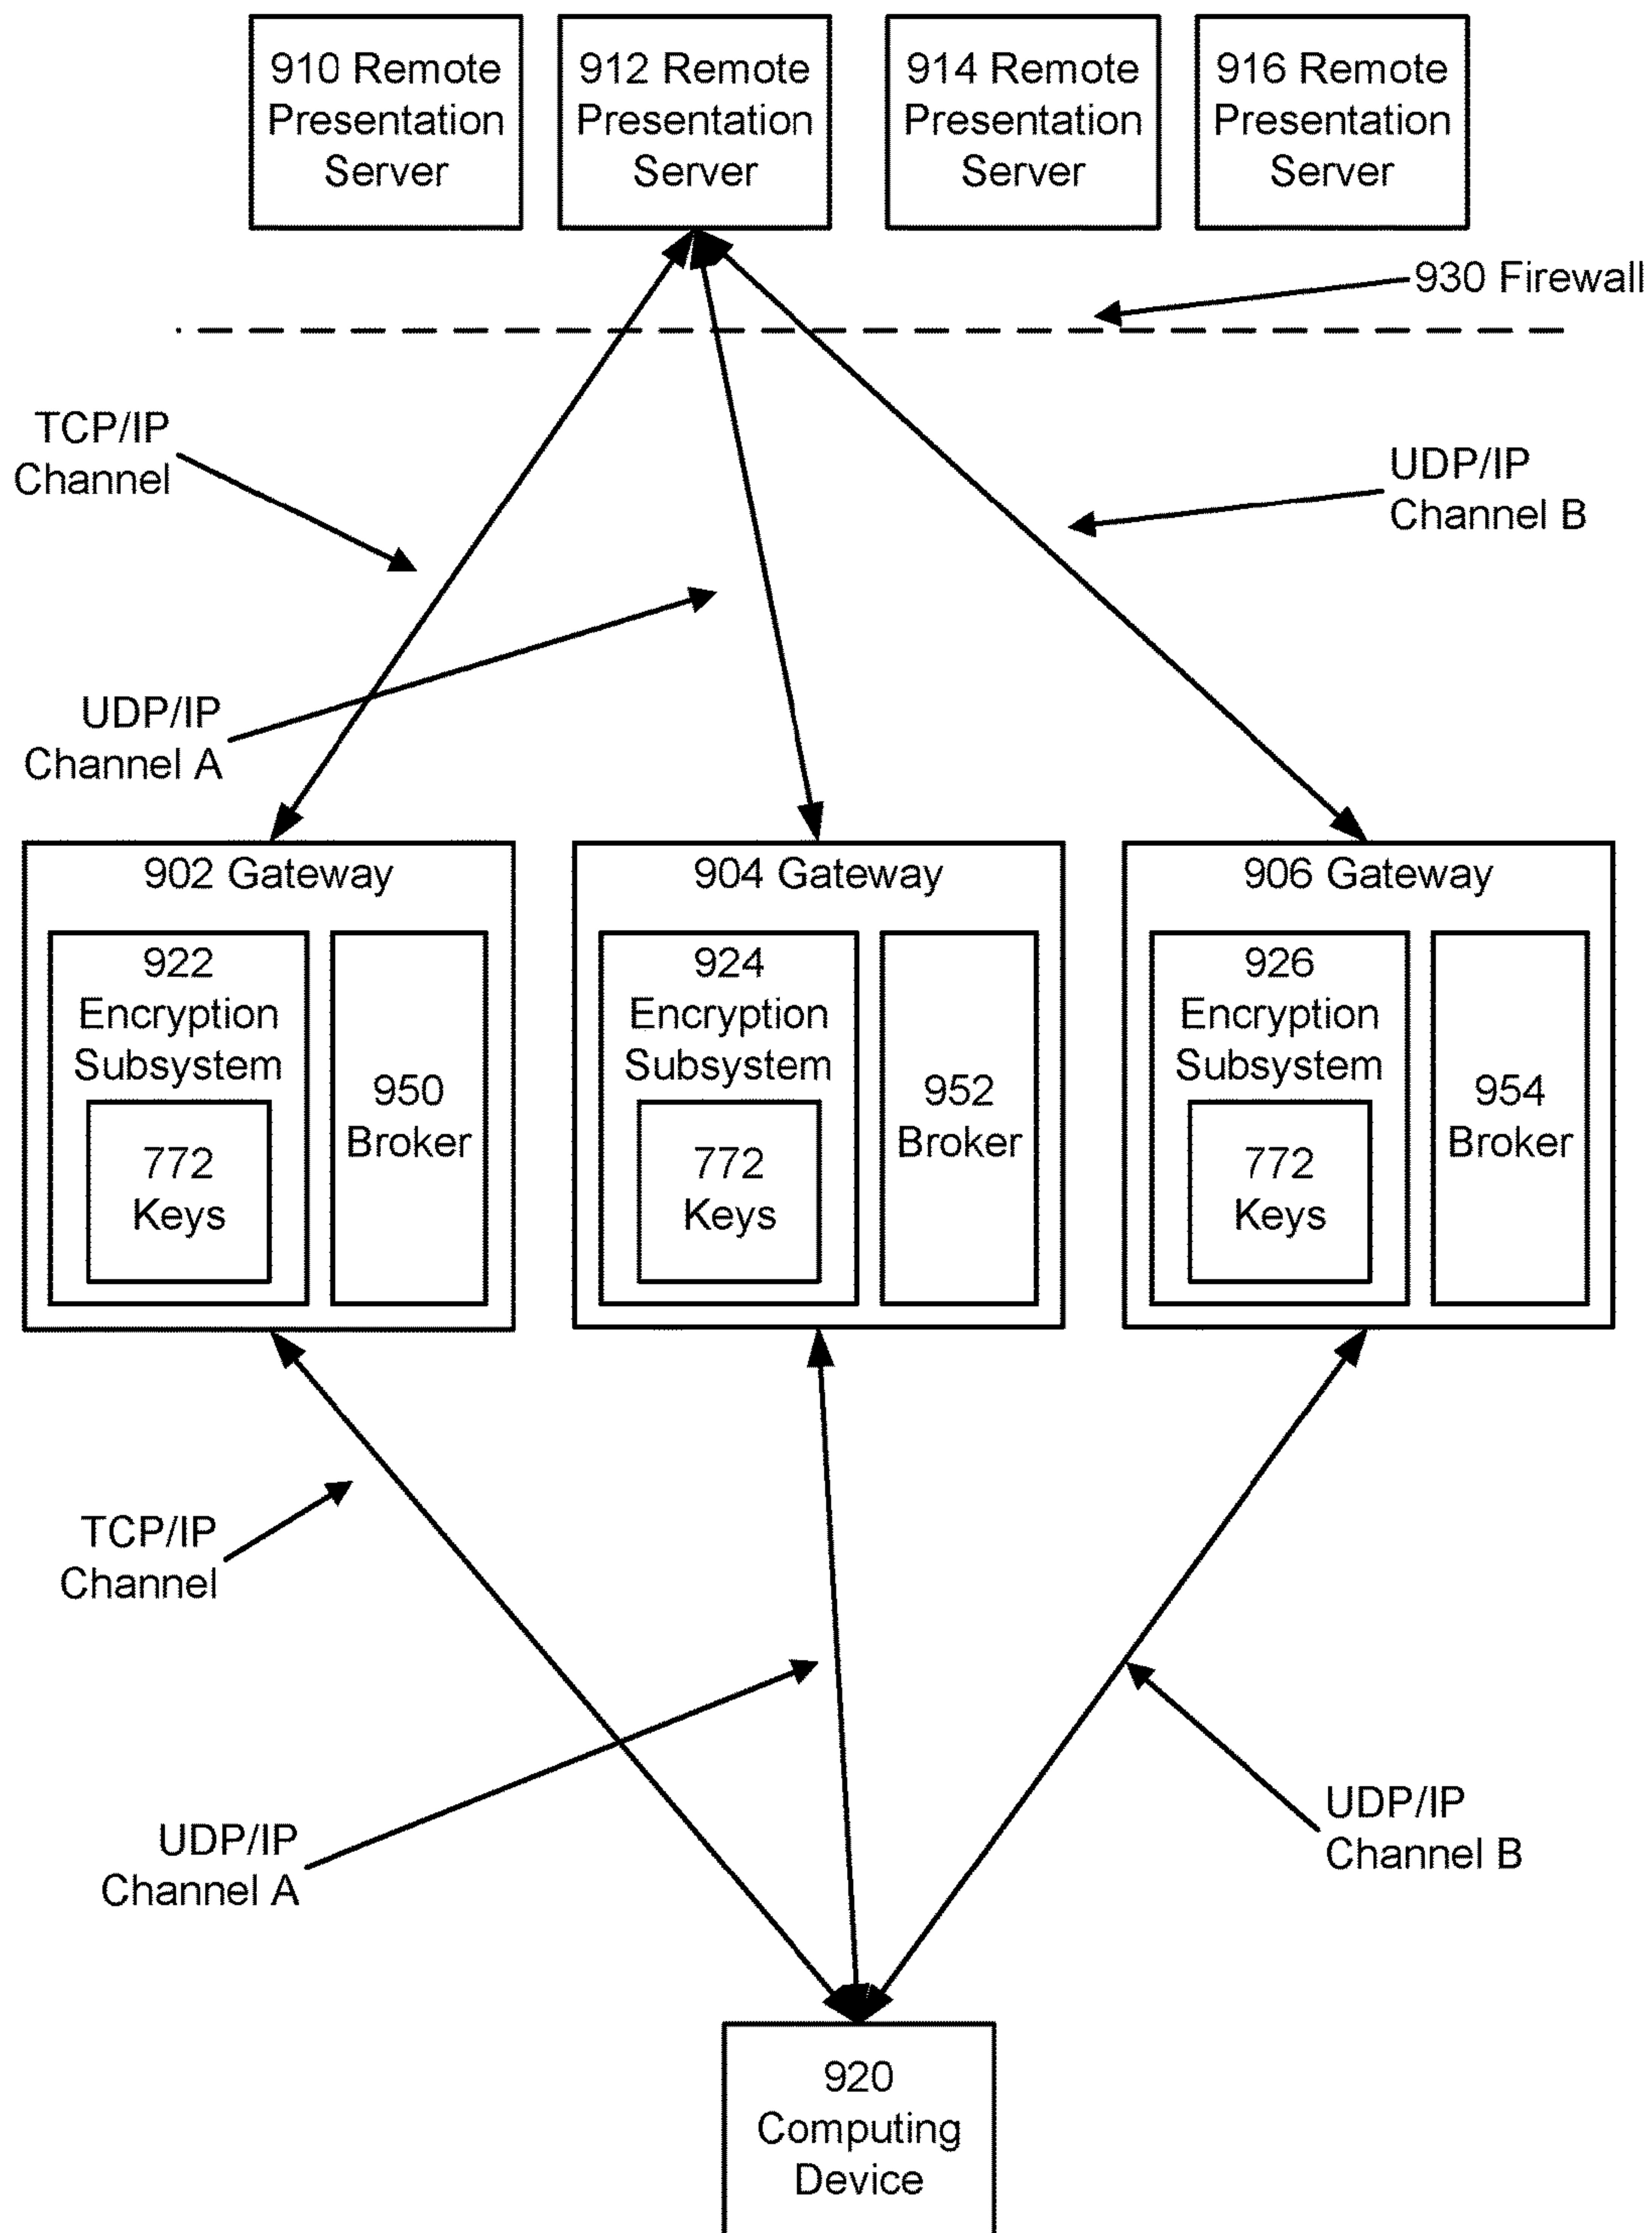 910 Remote
Presentation
Server
912 Remote
Presentation
Server
914 Remote
Presentation
Server
916 Remote
Presentation
Server
930 Firewall
TCP/IP
Channel
UDP/IP
Channel B
UDP/IP
Channel A
902 Gateway
922
Encryption
Subsystem
772
Keys
950
Broker
904 Gateway
924
Encryption
Subsystem
772
Keys
952
Broker
906 Gateway
926
Encryption
Subsystem
772
Keys
954
Broker
TCP/IP
Channel
UDP/IP
Channel A
UDP/IP
Channel B
920
Computing
Device